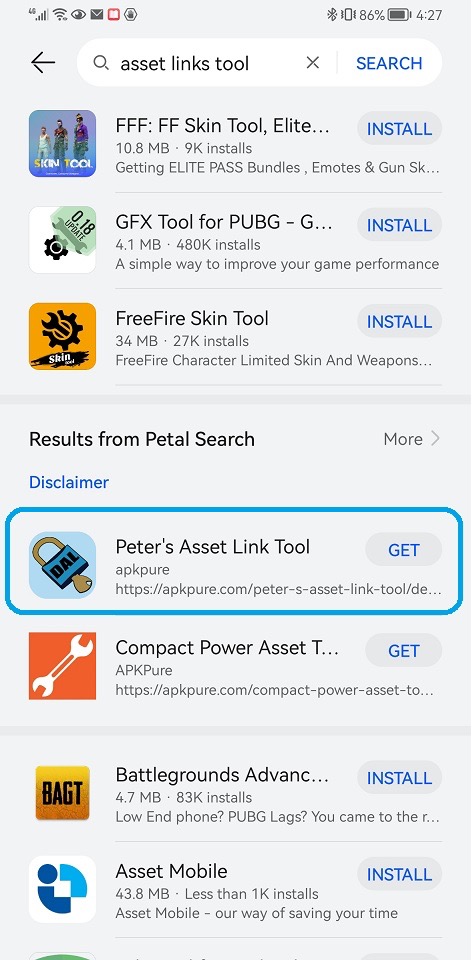 4G
86%
4:27
asset links tool
SEARCH
SKIN TOOL
FFF: FF Skin Tool, Elite...
INSTALL
10.8 MB · 9K installs
Getting ELITE PASS Bundles , Emotes & Gun Sk...
0.18
UPDATE
GFX Tool for PUBG - G...
INSTALL
4.1 MB · 480K installs
A simple way to improve your game performance
Skin
tool
FreeFire Skin Tool
INSTALL
34 MB · 27K installs
FreeFire Character Limited Skin And Weapons...
Results from Petal Search
More
Disclaimer
DAL
Peter's Asset Link Tool
GET
apkpure
https://apkpure.com/peter-s-asset-link-tool/de...
Compact Power Asset T...
GET
APKPure
https://apkpure.com/compact-power-asset-to...
BAGT
Battlegrounds Advanc...
INSTALL
4.7 MB · 83K installs
Low End phone? PUBG Lags? You came to the r...
Asset Mobile
INSTALL
43.8 MB · Less than 1K installs
Asset Mobile - our way of saving your time